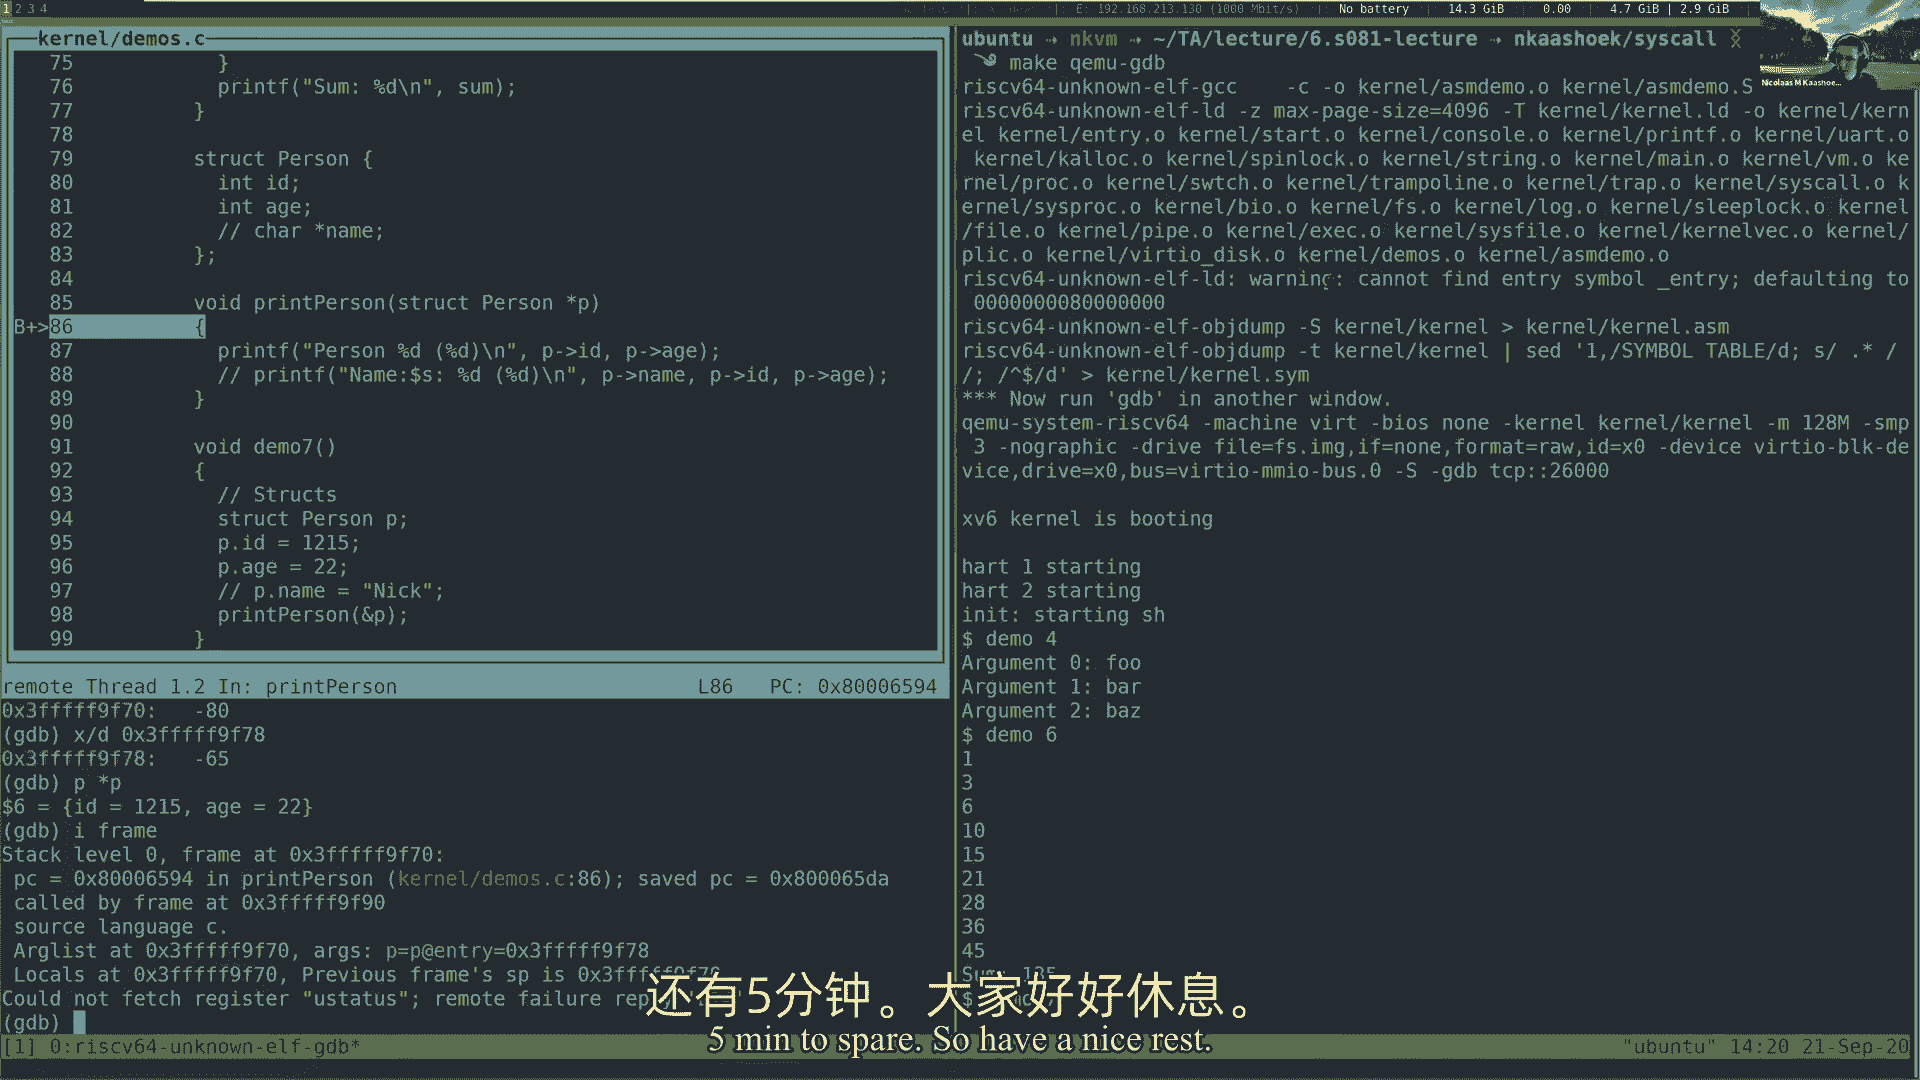 1 2 3 4
E: 192.168.213.130 (1000 Mbit/s) No battery 14.3 GiB 0.00 4.7 GiB | 2.9 GiB
Nicolaas M Kaashoe...
kernel/demos.c
75 }
76 printf("Sum: %d\n", sum);
77 }
78
79 struct Person {
80 int id;
81 int age;
82 // char *name;
83 };
84
85 void printPerson(struct Person *p)
B+>86 {
87 printf("Person %d (%d)\n", p->id, p->age);
88 // printf("Name:$s: %d (%d)\n", p->name, p->id, p->age);
89 }
90
91 void demo7()
92 {
93 // Structs
94 struct Person p;
95 p.id = 1215;
96 p.age = 22;
97 // p.name = "Nick";
98 printPerson(&p);
99 }
remote Thread 1.2 In: printPerson L86 PC: 0x80006594
0x3fffff9f70: -80
(gdb) x/d 0x3fffff9f78
0x3fffff9f78: -65
(gdb) p *p
$6 = {id = 1215, age = 22}
(gdb) i frame
Stack level 0, frame at 0x3fffff9f70:
pc = 0x80006594 in printPerson (kernel/demos.c:86); saved pc = 0x800065da
called by frame at 0x3fffff9f90
source language c.
Arglist at 0x3fffff9f70, args: p=p@entry=0x3fffff9f78
Locals at 0x3fffff9f70, Previous frame's sp is
Could not fetch register "ustatus"; remote failure
(gdb)
ubuntu → nkvm → ~/TA/lecture/6.s081-lecture → nkaashoek/syscall
make qemu-gdb
riscv64-unknown-elf-gcc -c -o kernel/asmdemo.o kernel/asmdemo.S
riscv64-unknown-elf-ld -z max-page-size=4096 -T kernel/kernel.ld -o kernel/kern
el kernel/entry.o kernel/start.o kernel/console.o kernel/printf.o kernel/uart.o
kernel/kalloc.o kernel/spinlock.o kernel/string.o kernel/main.o kernel/vm.o ke
rnel/proc.o kernel/swtch.o kernel/trampoline.o kernel/trap.o kernel/syscall.o k
ernel/sysproc.o kernel/bio.o kernel/fs.o kernel/log.o kernel/sleeplock.o kernel
/file.o kernel/pipe.o kernel/exec.o kernel/sysfile.o kernel/kernelvec.o kernel/
plic.o kernel/virtio_disk.o kernel/demos.o kernel/asmdemo.o
riscv64-unknown-elf-ld: warning: cannot find entry symbol _entry; defaulting to
0000000080000000
riscv64-unknown-elf-objdump -S kernel/kernel > kernel/kernel.asm
riscv64-unknown-elf-objdump -t kernel/kernel | sed '1,/SYMBOL TABLE/d; s/ .* /
/; /^$/d' > kernel/kernel.sym
*** Now run 'gdb' in another window.
qemu-system-riscv64 -machine virt -bios none -kernel kernel/kernel -m 128M -smp
3 -nographic -drive file=fs.img,if=none,format=raw,id=x0 -device virtio-blk-de
vice,drive=x0,bus=virtio-mmio-bus.0 -S -gdb tcp::26000
xv6 kernel is booting
hart 1 starting
hart 2 starting
init: starting sh
$ demo 4
Argument 0: foo
Argument 1: bar
Argument 2: baz
$ demo 6
1
3
6
10
15
21
28
36
45
还有5分钟。大家好好休息。
5 min to spare. So have a nice rest.
[1] 0:riscv64-unknown-elf-gdb* "ubuntu" 14:20 21-Sep-20